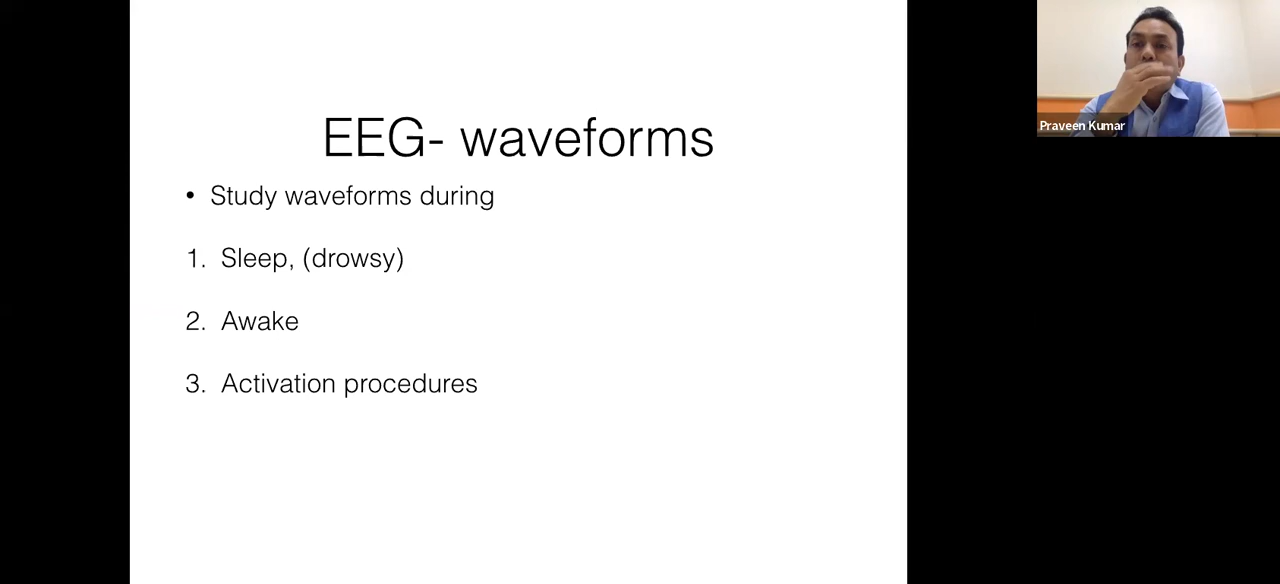 EEG- waveforms
• Study waveforms during
1. Sleep, (drowsy)
2. Awake
3. Activation procedures
Praveen Kumar